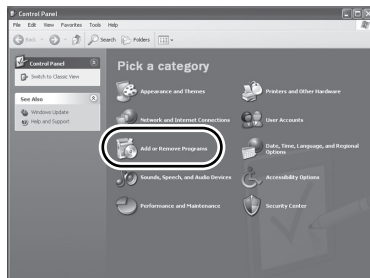 Control Panel
File Edit View Favorites Tools Help
Back Search Folders
Control Panel
Switch to Classic View
See Also
Windows Update
Help and Support
Pick a category
Appearance and Themes
Printers and Other Hardware
Network and Internet Connections
User Accounts
Add or Remove Programs
Date, Time, Language, and Regional
Options
Sounds, Speech, and Audio Devices
Accessibility Options
Performance and Maintenance
Security Center